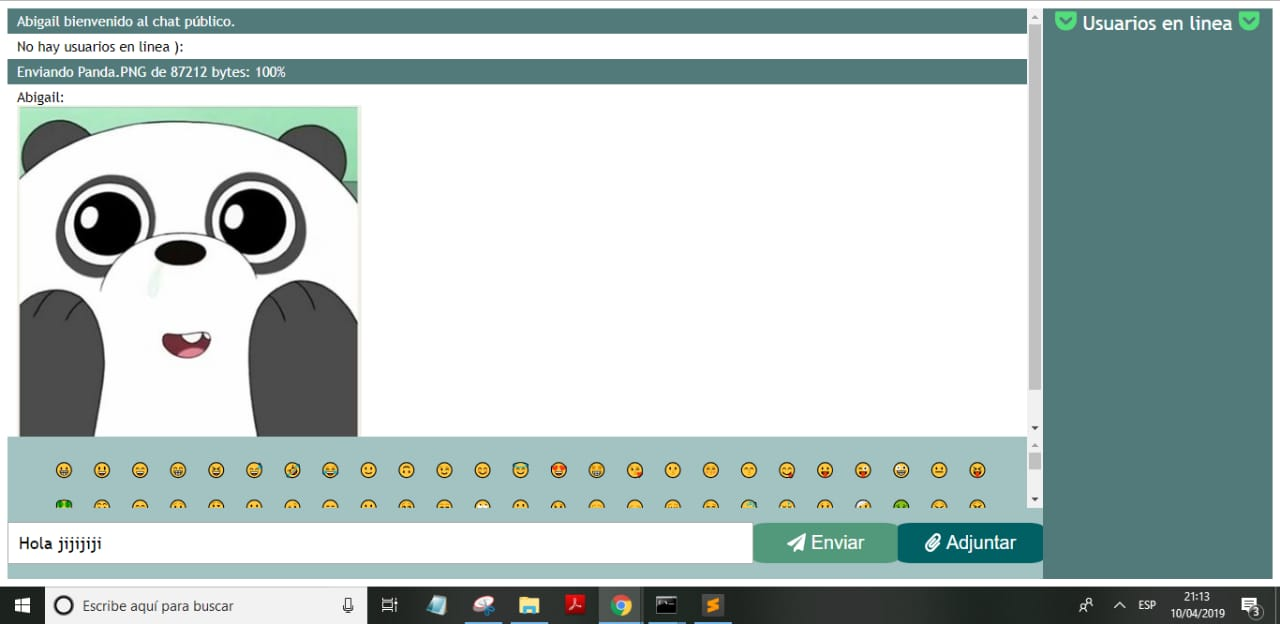 Abigail bienvenido al chat público.
Usuarios en linea
No hay usuarios en linea ):
Enviando Panda.PNG de 87212 bytes: 100%
Abigail:
Hola jijijiji
Enviar
Adjuntar
Escribe aquí para buscar
ESP
21:13
10/04/2019
3